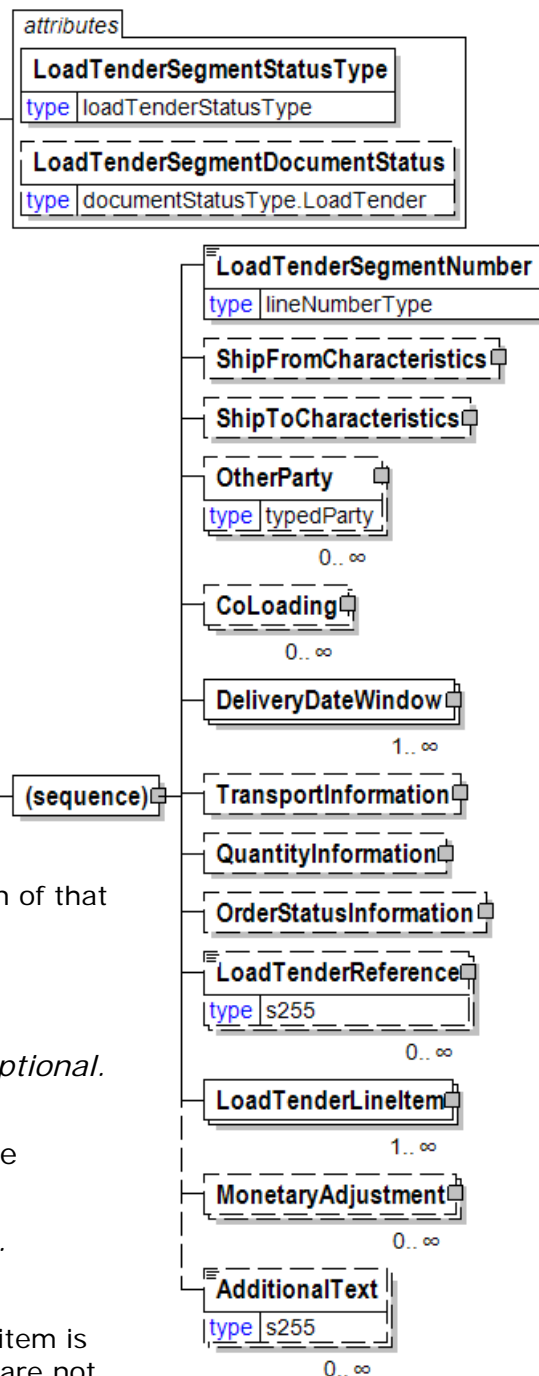 attributes
LoadTenderSegmentStatusType
type loadTenderStatusType
LoadTenderSegmentDocumentStatus
type documentStatusType.LoadTender
LoadTenderSegmentNumber
type lineNumberType
ShipFromCharacteristics
ShipToCharacteristics
OtherParty
type typedParty
0.. ∞
CoLoading
0.. ∞
DeliveryDateWindow
1.. ∞
(sequence)
TransportInformation
QuantityInformation
n of that
OrderStatusInformation
LoadTenderReference
type s255
0.. ∞
ptional.
LoadTenderLineItem
1.. ∞
e
MonetaryAdjustment
0.. ∞
.
AdditionalText
type s255
0.. ∞
item is
are not